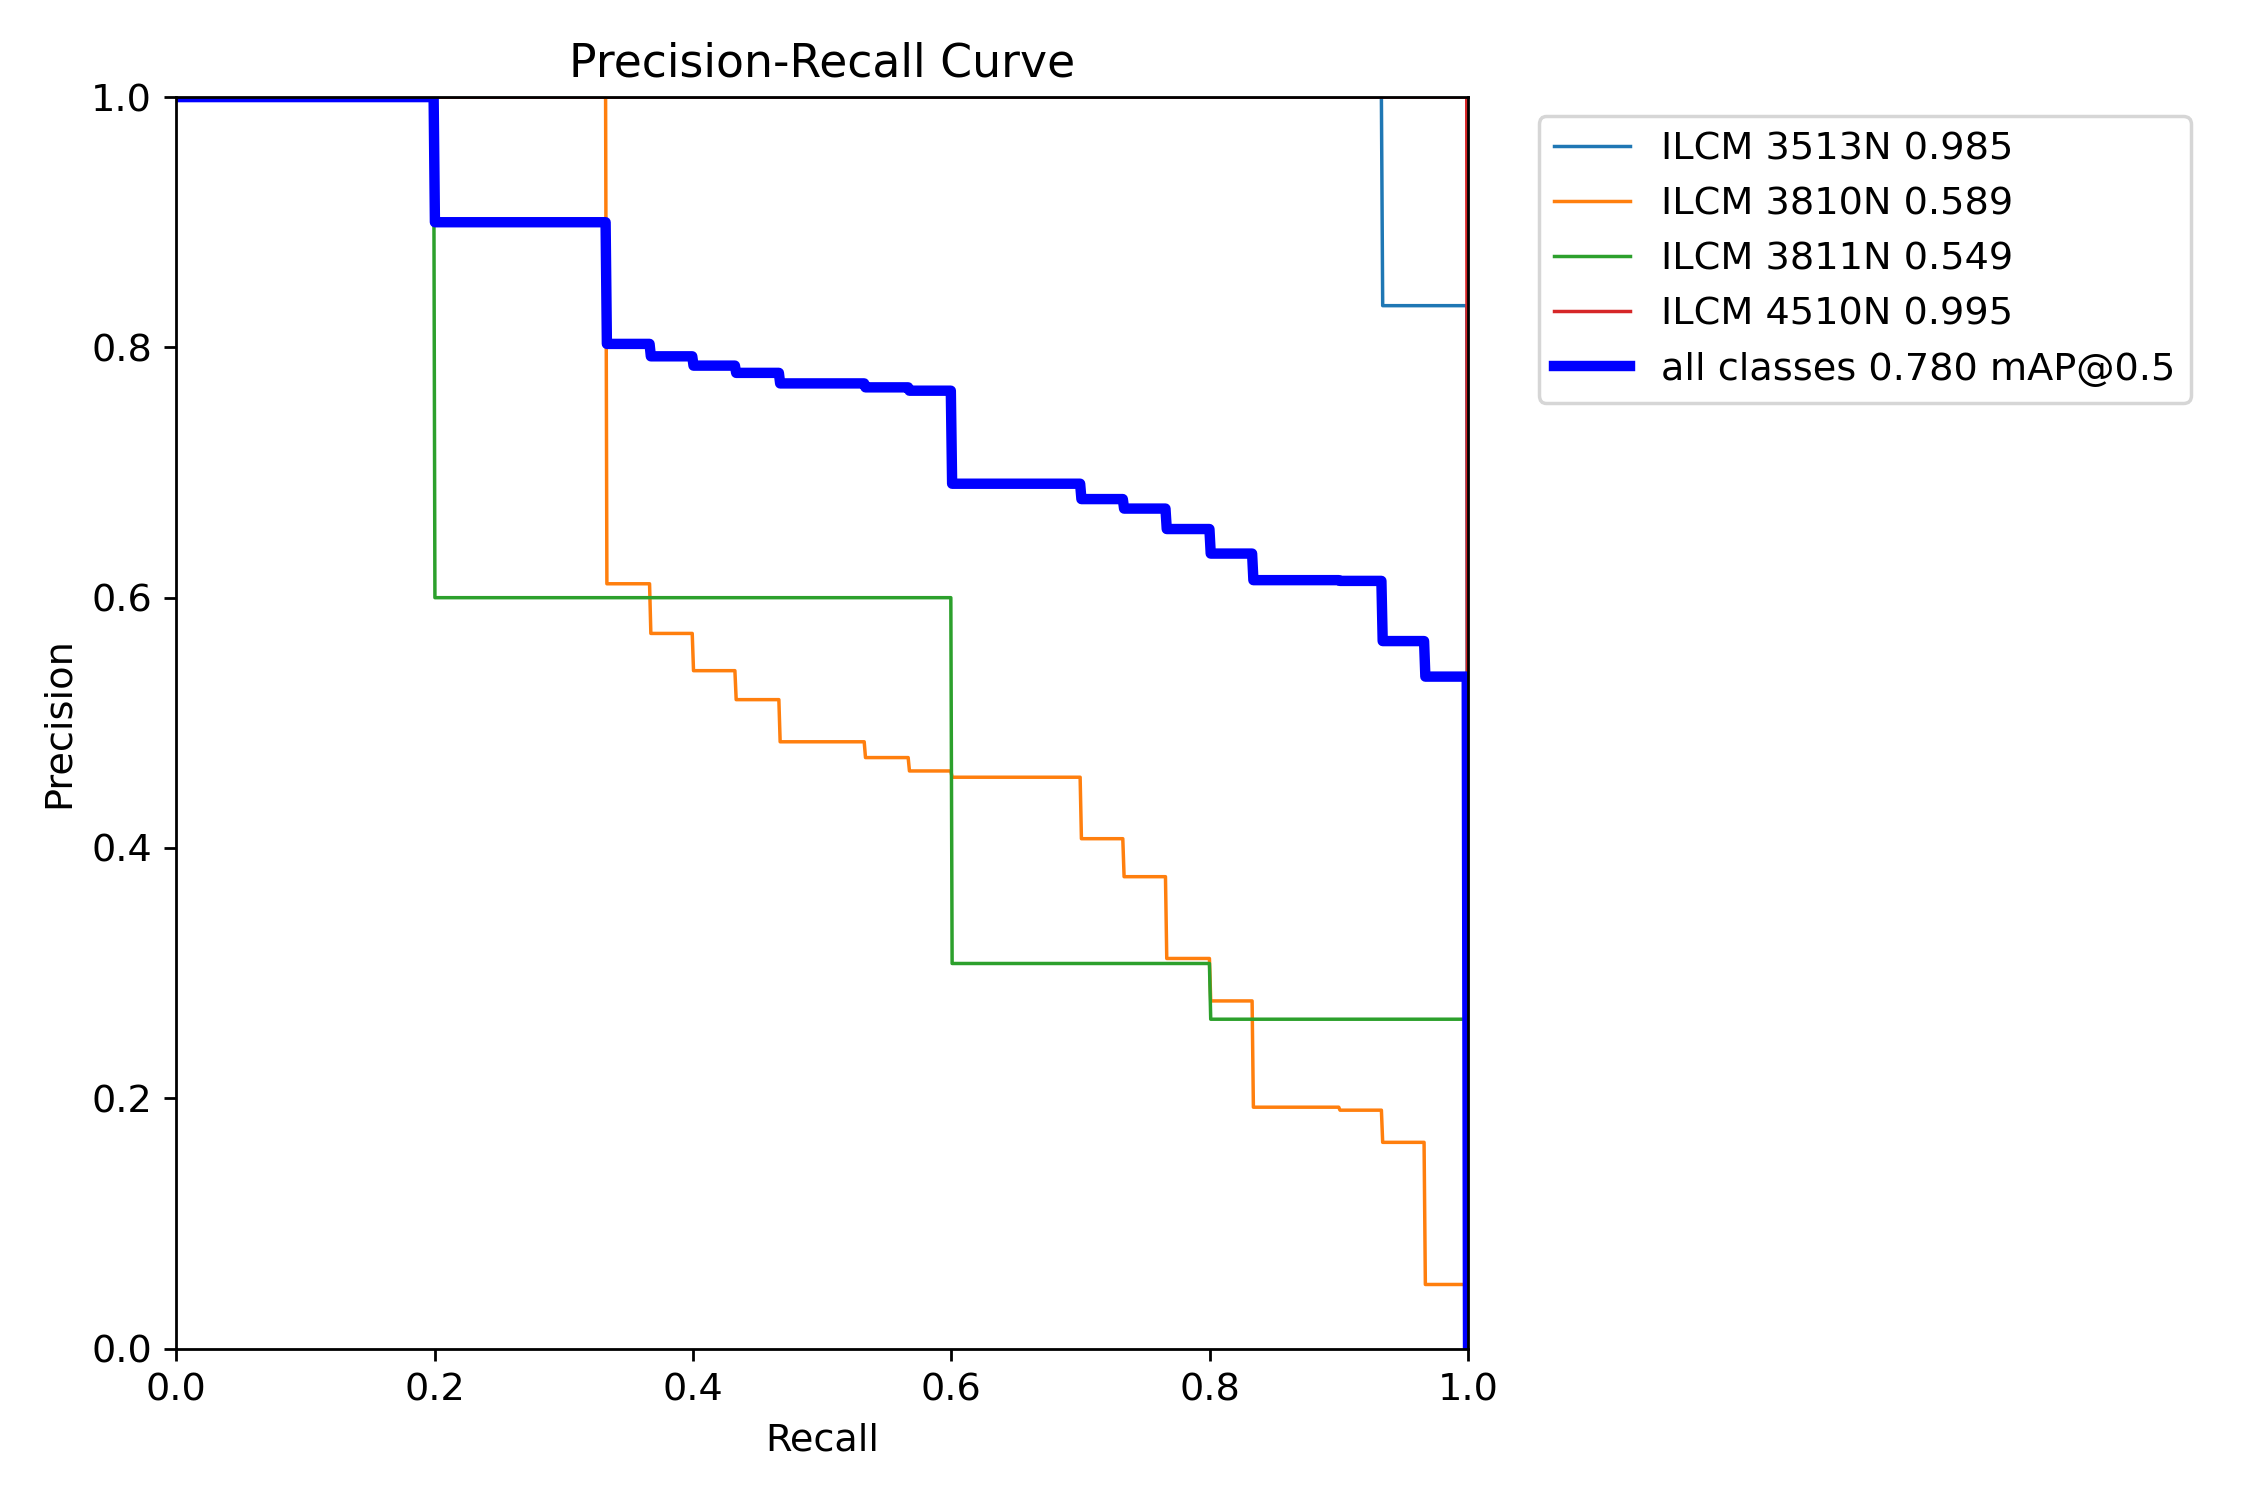 Precision-Recall Curve
1.0
0.8
0.6
0.4
0.2
0.0
Precision
0.0 0.2 0.4 0.6 0.8 1.0
Recall
ILCM 3513N 0.985
ILCM 3810N 0.589
ILCM 3811N 0.549
ILCM 4510N 0.995
all classes 0.780 mAP@0.5